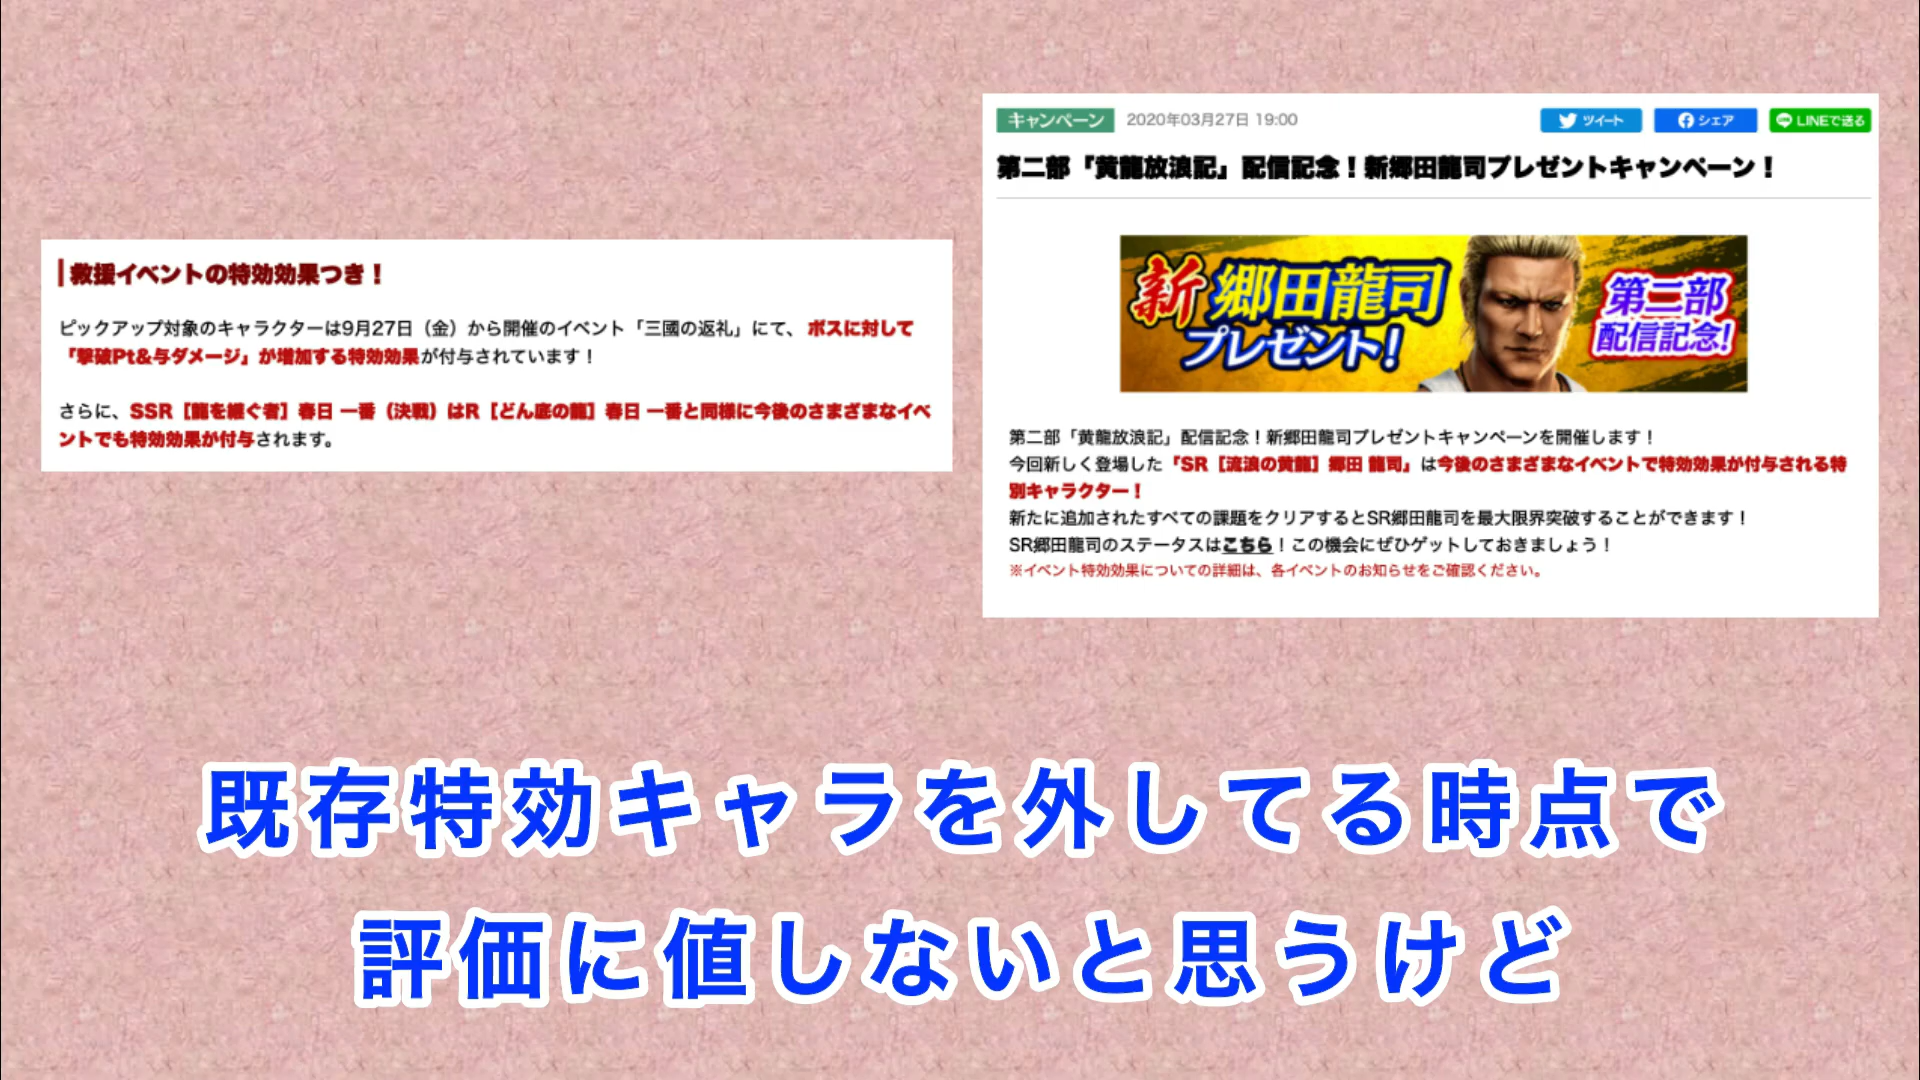 救援イベントの特効効果つき！
ピックアップ対象のキャラクターは9月27日（金）から開催のイベント「三國の返礼」にて、ボスに対して
「撃破Pt&与ダメージ」が増加する特効効果が付与されています！
さらに、SSR［龍を継ぐ者］春日 一番（決戦）はR［どん底の龍］春日 一番と同様に今後のさまざまなイベ
ントでも特効効果が付与されます。
キャンペーン 2020年03月27日 19:00 ツイート シェア LINEで送る
第二部「黄龍放浪記」配信記念！新郷田龍司プレゼントキャンペーン！
新 郷田龍司
プレゼント！
第二部
配信記念！
第二部「黄龍放浪記」配信記念！新郷田龍司プレゼントキャンペーンを開催します！
今回新しく登場した「SR［流浪の黄龍］郷田 龍司」は今後のさまざまなイベントで特効効果が付与される特
別キャラクター！
新たに追加されたすべての課題をクリアするとSR郷田龍司を最大限界突破することができます！
SR郷田龍司のステータスはこちら！この機会にぜひゲットしておきましょう！
※イベント特効効果についての詳細は、各イベントのお知らせをご確認ください。
既存特効キャラを外してる時点で
評価に値しないと思うけど